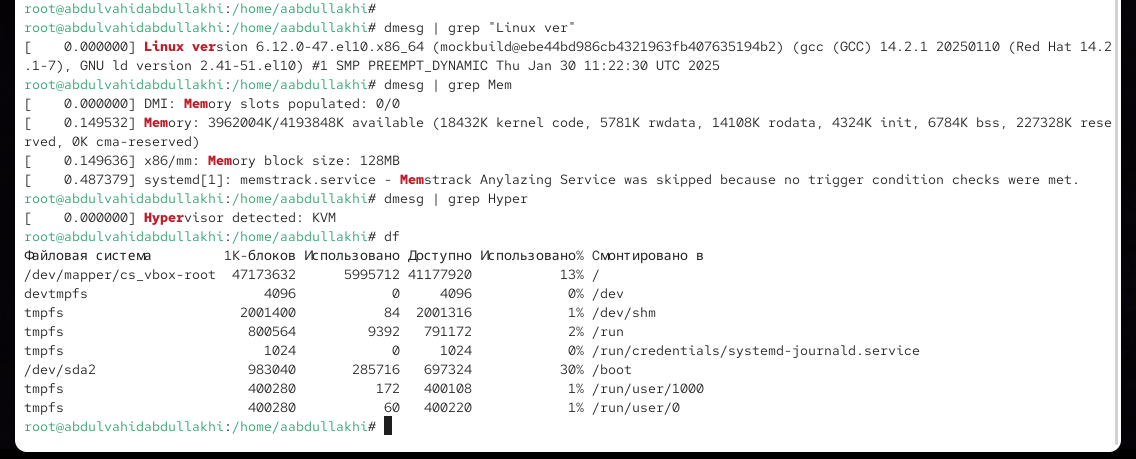 root@abdulvahidabdullakhi:/home/aabdullakhi#
root@abdulvahidabdullakhi:/home/aabdullakhi# dmesg | grep "Linux ver"
[    0.000000] Linux version 6.12.0-47.el10.x86_64 (mockbuild@ebe44bd986cb4321963fb407635194b2) (gcc (GCC) 14.2.1 20250110 (Red Hat 14.2
.1-7), GNU ld version 2.41-51.el10) #1 SMP PREEMPT_DYNAMIC Thu Jan 30 11:22:30 UTC 2025
root@abdulvahidabdullakhi:/home/aabdullakhi# dmesg | grep Mem
[    0.000000] DMI: Memory slots populated: 0/0
[    0.149532] Memory: 3962004K/4193848K available (18432K kernel code, 5781K rwdata, 14108K rodata, 4324K init, 6784K bss, 227328K rese
rved, 0K cma-reserved)
[    0.149636] x86/mm: Memory block size: 128MB
[    0.487379] systemd[1]: memstrack.service - Memstrack Anylazing Service was skipped because no trigger condition checks were met.
root@abdulvahidabdullakhi:/home/aabdullakhi# dmesg | grep Hyper
[    0.000000] Hypervisor detected: KVM
root@abdulvahidabdullakhi:/home/aabdullakhi# df
Файловая система         1K-блоков Использовано Доступно Использовано% Смонтировано в
/dev/mapper/cs_vbox-root  47173632      5995712 41177920           13% /
devtmpfs                      4096            0     4096            0% /dev
tmpfs                      2001400           84  2001316            1% /dev/shm
tmpfs                       800564         9392   791172            2% /run
tmpfs                         1024            0     1024            0% /run/credentials/systemd-journald.service
/dev/sda2                   983040       285716   697324           30% /boot
tmpfs                       400280          172   400108            1% /run/user/1000
tmpfs                       400280           60   400220            1% /run/user/0
root@abdulvahidabdullakhi:/home/aabdullakhi#